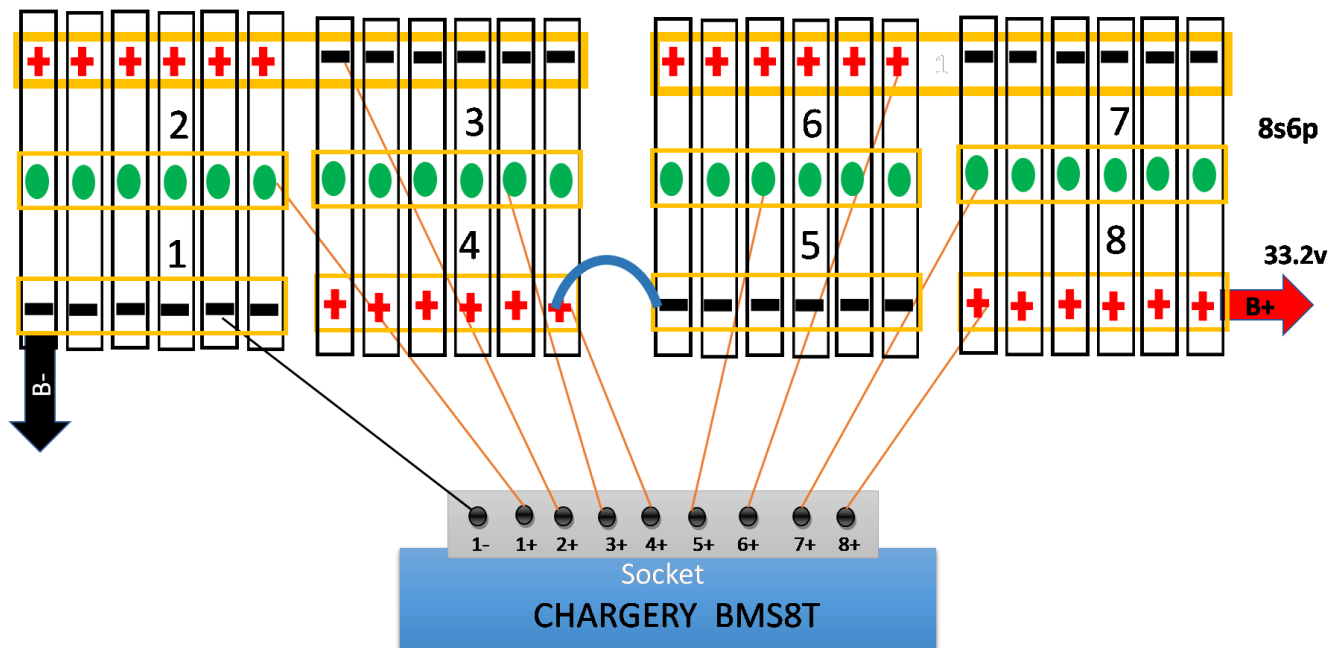 + + + + + + - - - - - - + + + + + + 1 - - - - - -
2 3 6 7 8s6p
1 4 5 8 33.2v
- - - - - - + + + + + + - - - - - - + + + + + + B+
B-
1- 1+ 2+ 3+ 4+ 5+ 6+ 7+ 8+
Socket
CHARGERY BMS8T